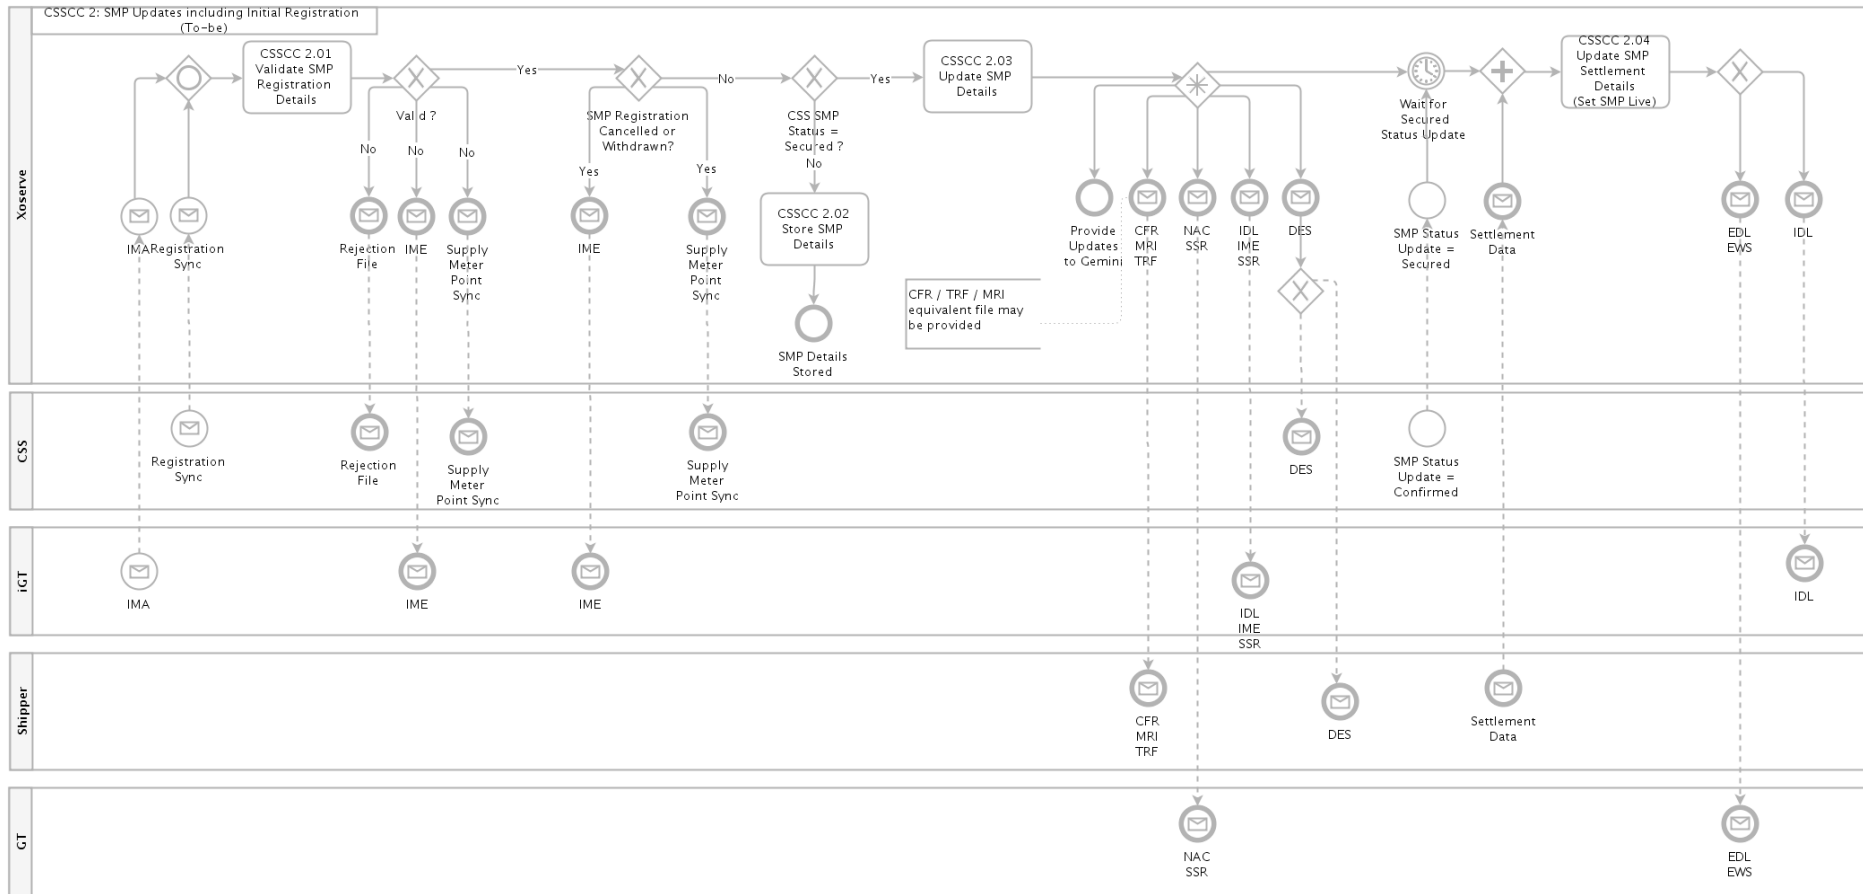 CSSCC 2: SMP Updates including Initial Registration
(To-be)
Xoserve
CSSCC 2.01
Validate SMP
Registration
Details
Valid ?
Yes
No
No
No
SMP Registration
Cancelled or
Withdrawn?
No
Yes
Yes
CSS SMP
Status =
Secured ?
Yes
No
CSSCC 2.02
Store SMP
Details
SMP Details
Stored
CSSCC 2.03
Update SMP
Details
Wait for
Secured
Status Update
CSSCC 2.04
Update SMP
Settlement
Details
(Set SMP Live)
IMA
Registration
Sync
Rejection
File
IME
Supply
Meter
Point
Sync
IME
Supply
Meter
Point
Sync
Provide
Updates
to Gemini
CFR
MRI
TRF
NAC
SSR
IDL
IME
SSR
DES
SMP Status
Update =
Secured
Settlement
Data
EDL
EWS
IDL
CFR / TRF / MRI
equivalent file may
be provided
CSS
Registration
Sync
Rejection
File
Supply
Meter
Point Sync
Supply
Meter
Point Sync
DES
SMP Status
Update =
Confirmed
iGT
IMA
IME
IME
IDL
IME
SSR
IDL
Shipper
CFR
MRI
TRF
DES
Settlement
Data
GT
NAC
SSR
EDL
EWS